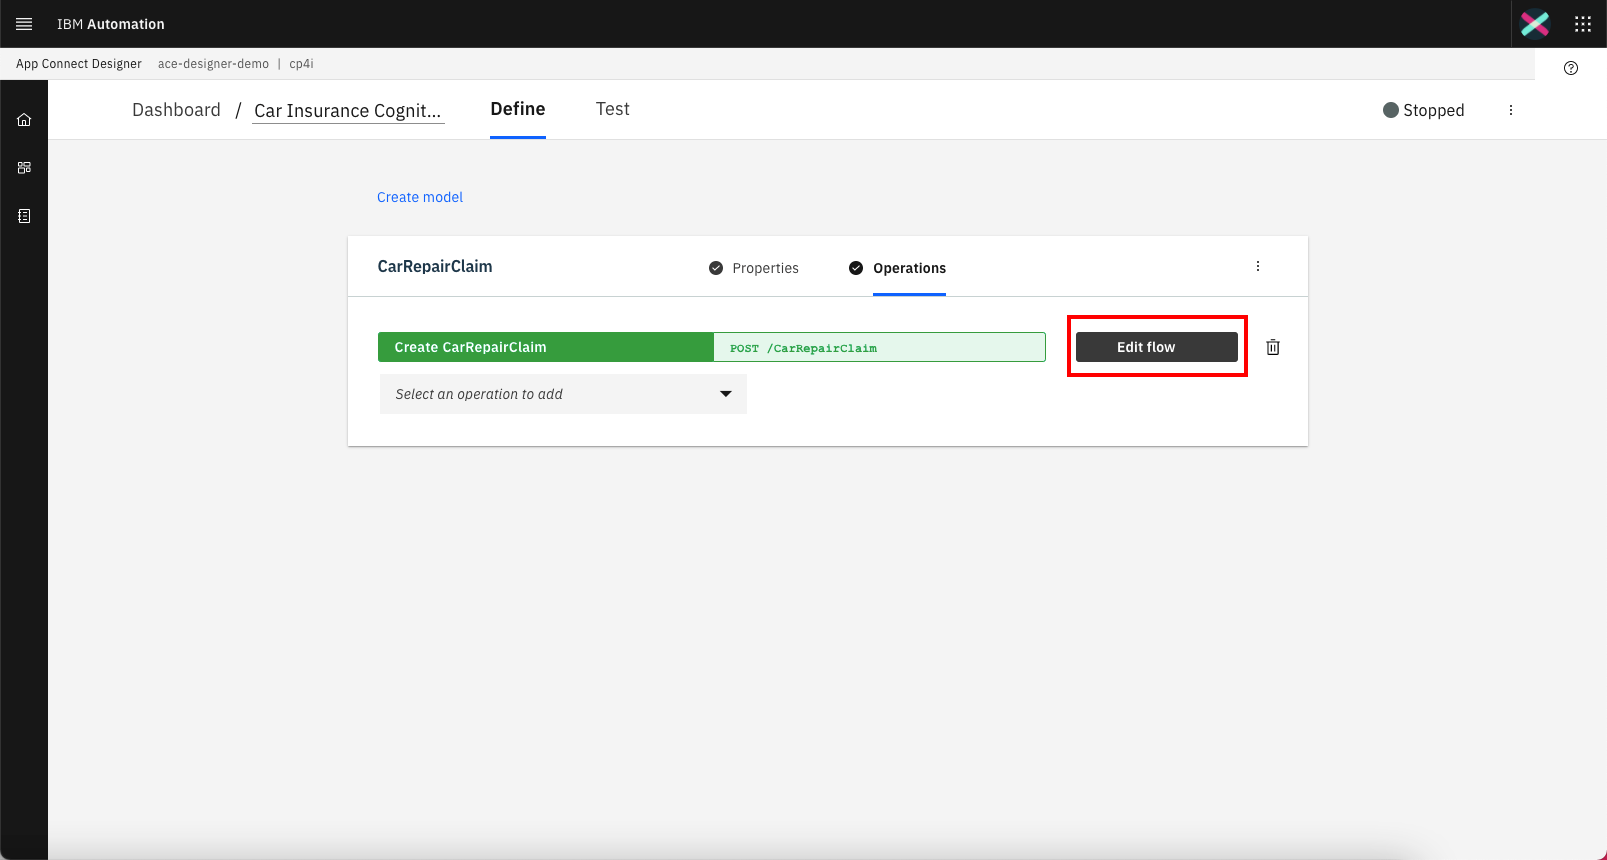 IBM Automation
App Connect Designer ace-designer-demo | cp4i
Dashboard / Car Insurance Cognit... Define Test Stopped
Create model
CarRepairClaim Properties Operations
Create CarRepairClaim POST /CarRepairClaim Edit flow
Select an operation to add